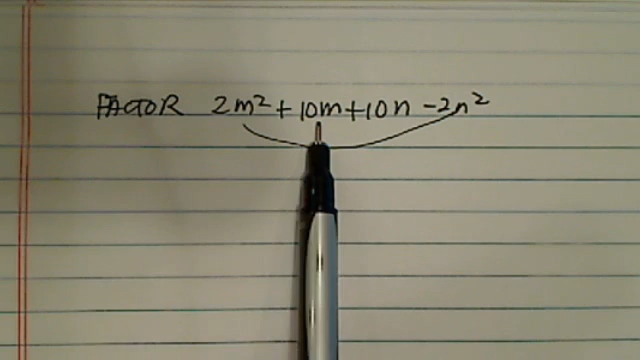 FACTOR 2m² + 10m + 10n - 2n²